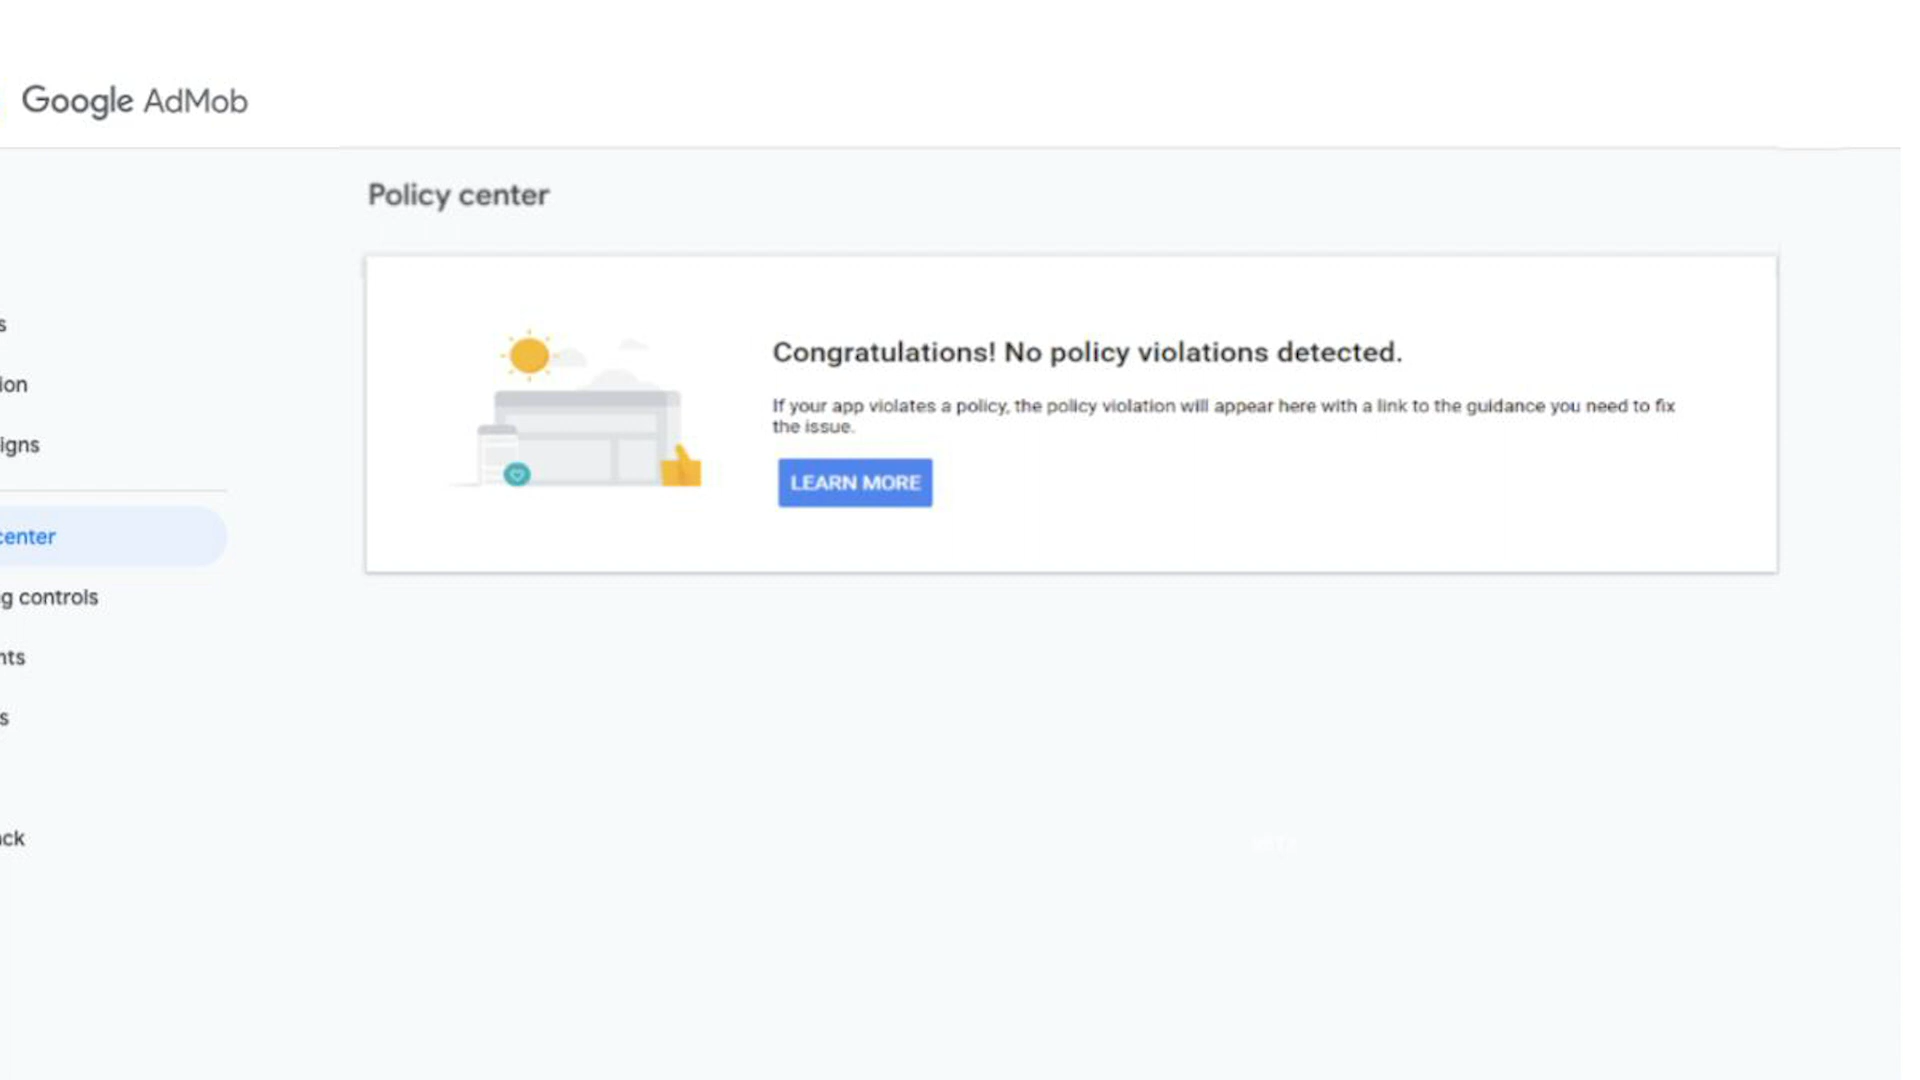 Google AdMob
Policy center
s
ion
igns
center
g controls
nts
s
ack
Congratulations! No policy violations detected.
If your app violates a policy, the policy violation will appear here with a link to the guidance you need to fix
the issue.
LEARN MORE